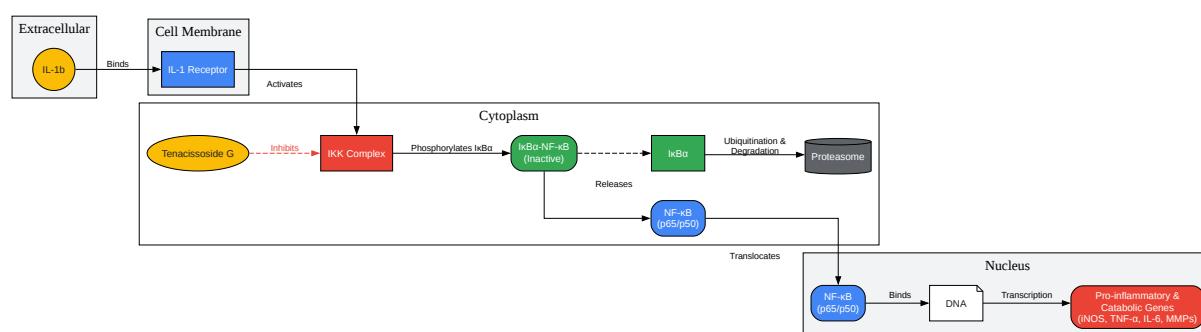 Extracellular
Cell Membrane
IL-1b
Binds
IL-1 Receptor
Activates
Cytoplasm
Tenacissoside G
Inhibits
IKK Complex
Phosphorylates IκBα
IκBα-NF-κB
(Inactive)
IκBα
Ubiquitination &
Degradation
Proteasome
Releases
NF-κB
(p65/p50)
Translocates
Nucleus
NF-κB
(p65/p50)
Binds
DNA
Transcription
Pro-inflammatory &
Catabolic Genes
(iNOS, TNF-α, IL-6, MMPs)